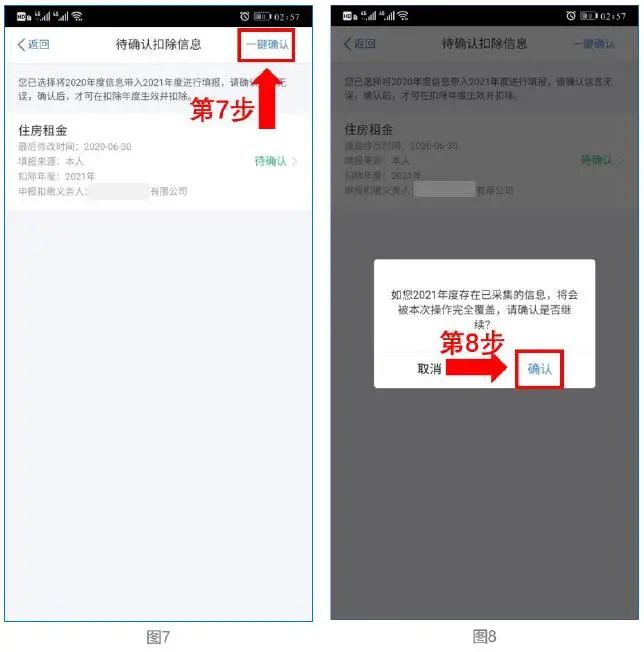 02:57
返回
待确认扣除信息
一键确认
您已选择将2020年度信息带入2021年度进行填报，请确认信息无
误，确认后，才可在扣除年度生效并扣除。
第7步
住房租金
最后修改时间：2020-06-30
填报来源：本人
待确认
扣除年度：2021年
申报扣缴义务人：
有限公司
图7
02:57
返回
待确认扣除信息
一键确认
您已选择将2020年度信息带入2021年度进行填报，请确认信息无
误，确认后，才可在扣除年度生效并扣除。
住房租金
最后修改时间：2020-06-30
填报来源：本人
待确认
扣除年度：2021年
申报扣缴义务人：
有限公司
如您2021年度存在已采集的信息，将会
被本次操作完全覆盖，请确认是否继
续？
第8步
取消
确认
图8